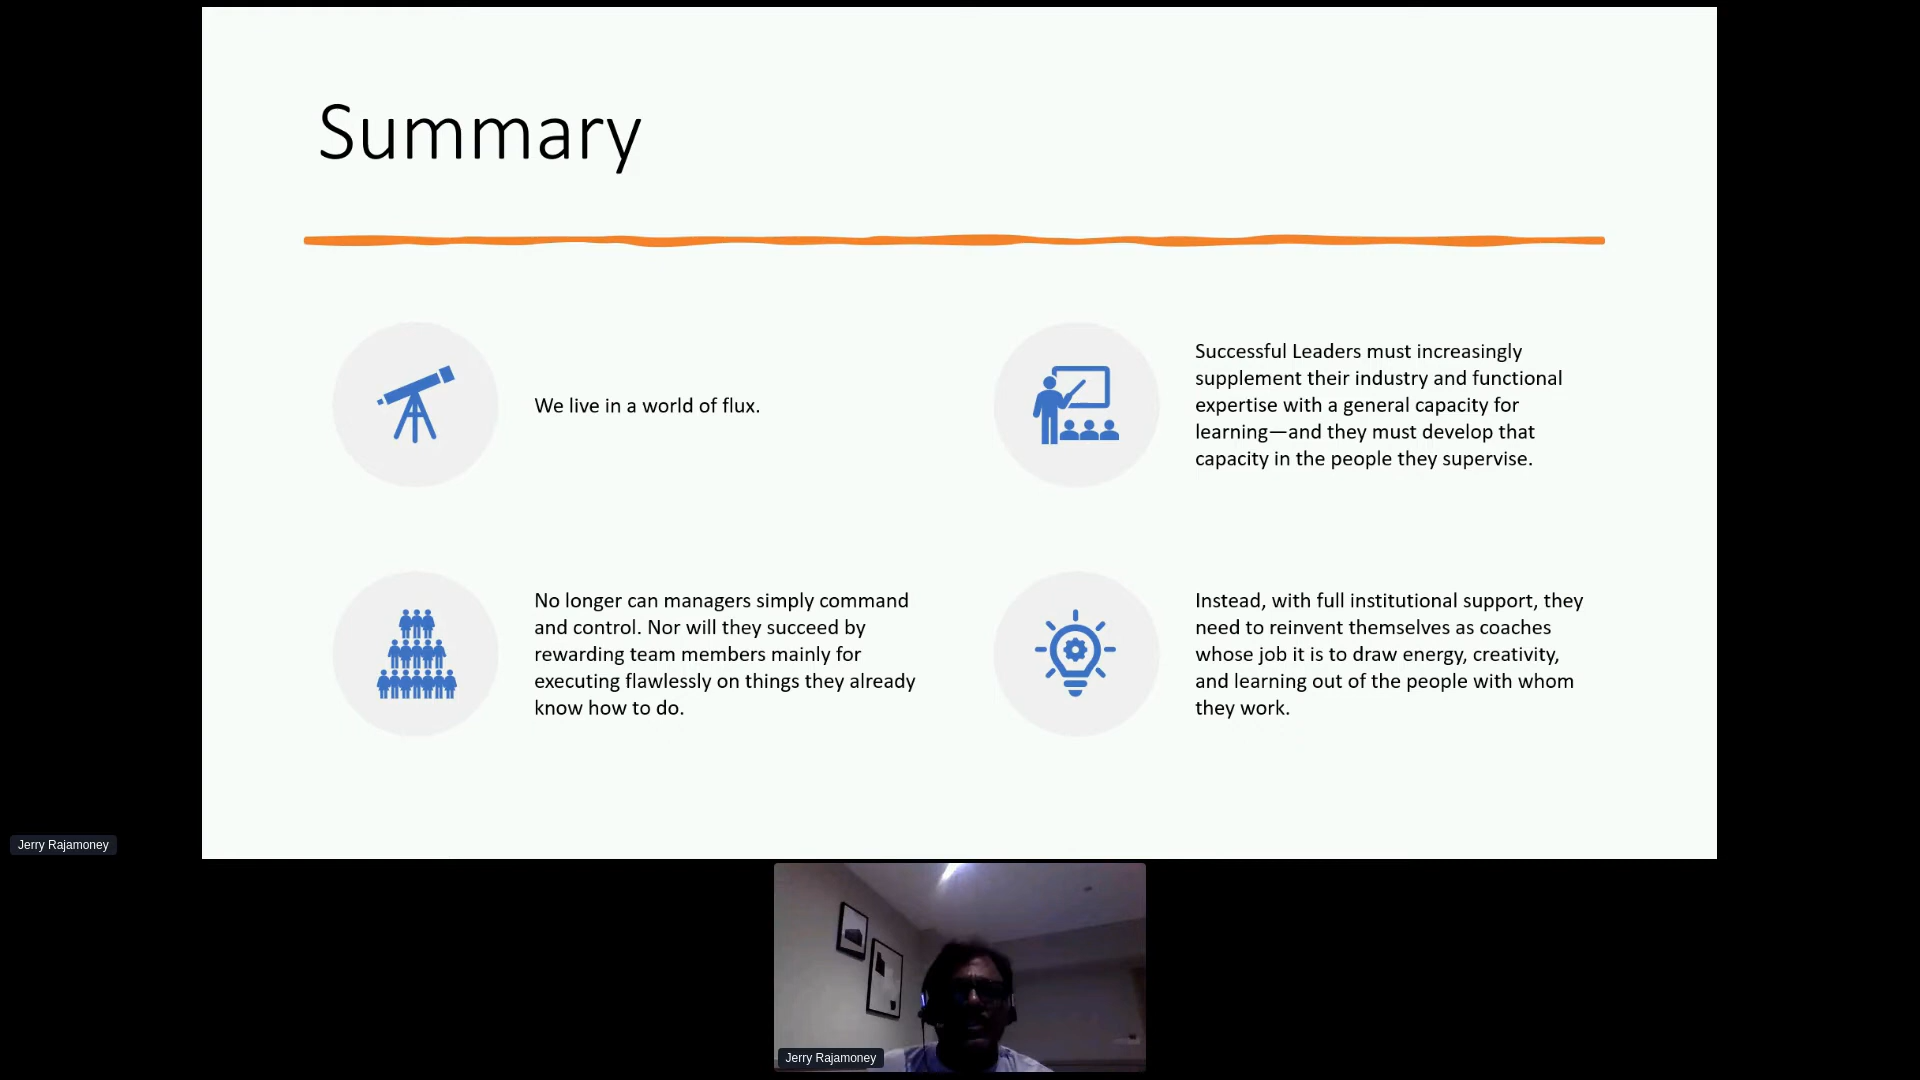 Summary
We live in a world of flux.
Successful Leaders must increasingly
supplement their industry and functional
expertise with a general capacity for
learning—and they must develop that
capacity in the people they supervise.
No longer can managers simply command
and control. Nor will they succeed by
rewarding team members mainly for
executing flawlessly on things they already
know how to do.
Instead, with full institutional support, they
need to reinvent themselves as coaches
whose job it is to draw energy, creativity,
and learning out of the people with whom
they work.
Jerry Rajamoney
Jerry Rajamoney